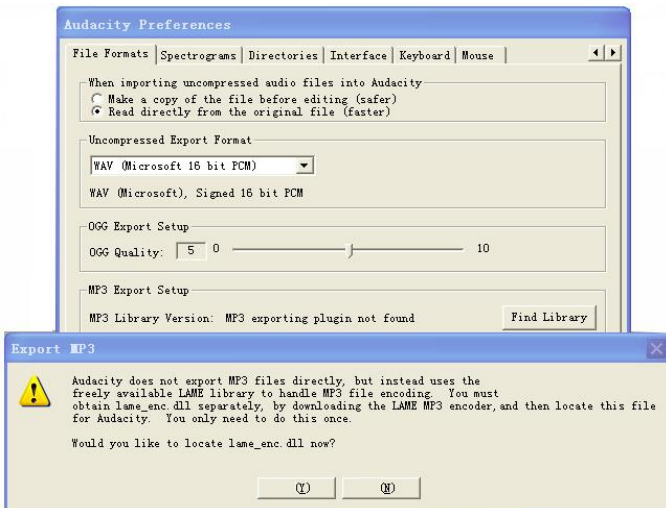 Audacity Preferences
File Formats Spectrograms Directories Interface Keyboard Mouse
When importing uncompressed audio files into Audacity
Make a copy of the file before editing (safer)
Read directly from the original file (faster)
Uncompressed Export Format
WAV (Microsoft 16 bit PCM)
WAV (Microsoft), Signed 16 bit PCM
OGG Export Setup
OGG Quality: 5 0 10
MP3 Export Setup
MP3 Library Version: MP3 exporting plugin not found Find Library
Export MP3
Audacity does not export MP3 files directly, but instead uses the
freely available LAME library to handle MP3 file encoding. You must
obtain lame_enc.dll separately, by downloading the LAME MP3 encoder, and then locate this file
for Audacity. You only need to do this once.
Would you like to locate lame_enc.dll now?
(Y) (N)